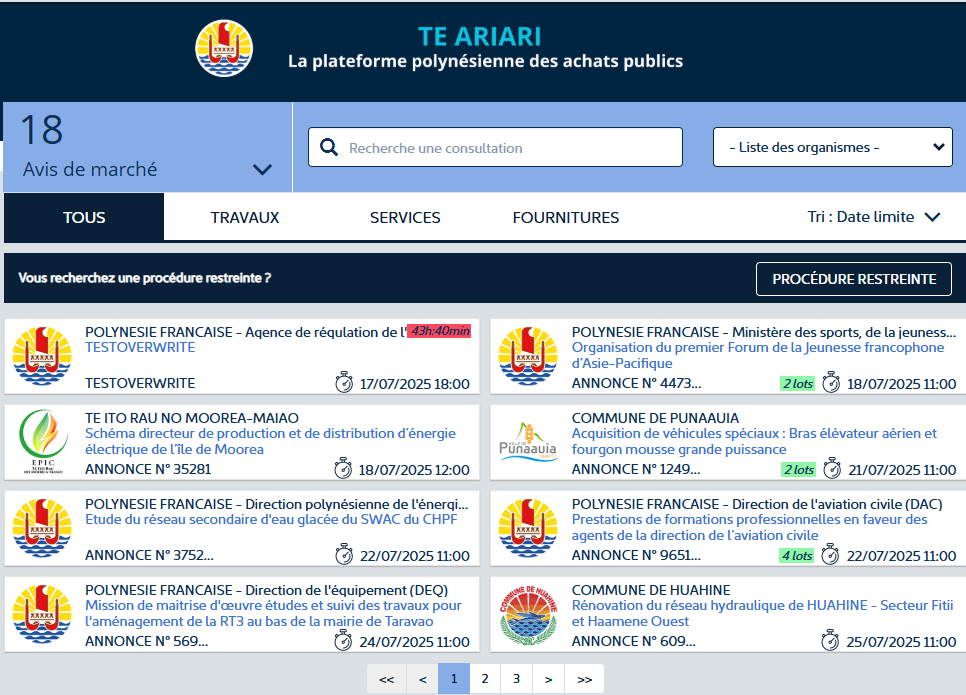 TE ARIARI
La plateforme polynésienne des achats publics
18
Avis de marché
Recherche une consultation
- Liste des organismes -
TOUS
TRAVAUX
SERVICES
FOURNITURES
Tri : Date limite
Vous recherchez une procédure restreinte ?
PROCÉDURE RESTREINTE
POLYNESIE FRANCAISE - Agence de régulation de l'
43h:40min
TESTOVERWRITE
TESTOVERWRITE
17/07/2025 18:00
POLYNESIE FRANCAISE - Ministère des sports, de la jeuness...
Organisation du premier Forum de la Jeunesse francophone
d'Asie-Pacifique
ANNONCE N° 4473...
2 lots
18/07/2025 11:00
TE ITO RAU NO MOOREA-MAIAO
Schéma directeur de production et de distribution d'énergie
électrique de l'île de Moorea
ANNONCE N° 35281
18/07/2025 12:00
EPIC
COMMUNE DE PUNAAUIA
Acquisition de véhicules spéciaux : Bras élévateur aérien et
fourgon mousse grande puissance
ANNONCE N° 1249...
2 lots
21/07/2025 11:00
Punaauia
POLYNESIE FRANCAISE - Direction polynésienne de l'énergi...
Etude du réseau secondaire d'eau glacée du SWAC du CHPF
ANNONCE N° 3752...
22/07/2025 11:00
POLYNESIE FRANCAISE - Direction de l'aviation civile (DAC)
Prestations de formations professionnelles en faveur des
agents de la direction de l'aviation civile
ANNONCE N° 9651...
4 lots
22/07/2025 11:00
POLYNESIE FRANCAISE - Direction de l'équipement (DEQ)
Mission de maitrise d'œuvre études et suivi des travaux pour
l'aménagement de la RT3 au bas de la mairie de Taravao
ANNONCE N° 569...
24/07/2025 11:00
COMMUNE DE HUAHINE
COMMUNE DE HUAHINE
Rénovation du réseau hydraulique de HUAHINE - Secteur Fitii
et Haamene Ouest
ANNONCE N° 609...
25/07/2025 11:00
<< < 1 2 3 > >>